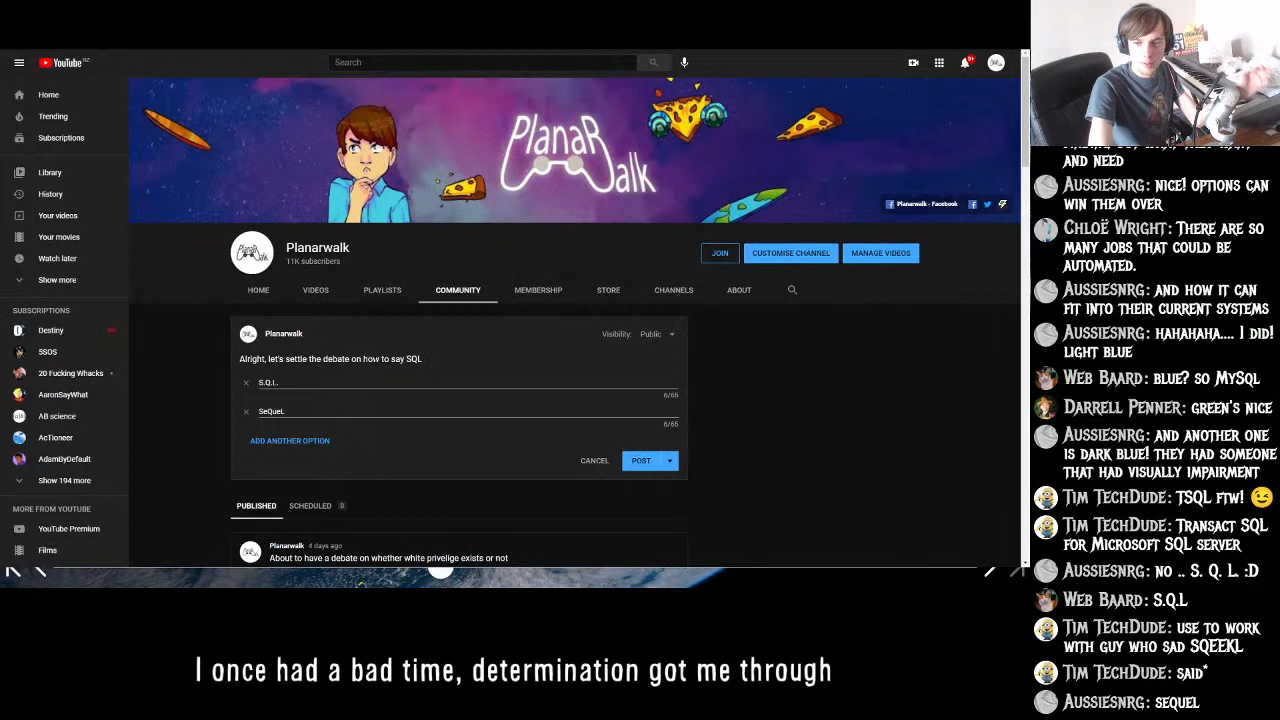 YouTube NZ
Search
9+
Home
Trending
Subscriptions
Library
History
Your videos
Your movies
Watch later
Show more
SUBSCRIPTIONS
Destiny
5SOS
20 Fucking Whacks
AaronSayWhat
AB science
AcTioneer
AdamByDefault
Show 194 more
MORE FROM YOUTUBE
YouTube Premium
Films
PlanaRWalk
Planarwalk - Facebook
Planarwalk
11K subscribers
JOIN
CUSTOMISE CHANNEL
MANAGE VIDEOS
HOME
VIDEOS
PLAYLISTS
COMMUNITY
MEMBERSHIP
STORE
CHANNELS
ABOUT
Planarwalk
Visibility: Public
Alright, let's settle the debate on how to say SQL
S.Q.L.
6/65
SeQueL
6/65
ADD ANOTHER OPTION
CANCEL
POST
PUBLISHED
SCHEDULED 0
Planarwalk 4 days ago
About to have a debate on whether white privelige exists or not
I once had a bad time, determination got me through
AND NEED
AUSSIESNRG: NICE! OPTIONS CAN
WIN THEM OVER
CHLOË WRIGHT: THERE ARE SO
MANY JOBS THAT COULD BE
AUTOMATED.
AUSSIESNRG: AND HOW IT CAN
FIT INTO THEIR CURRENT SYSTEMS
AUSSIESNRG: HAHAHAHA.... I DID!
LIGHT BLUE
WEB BAARD: BLUE? SO MYSQL
DARRELL PENNER: GREEN'S NICE
AUSSIESNRG: AND ANOTHER ONE
IS DARK BLUE! THEY HAD SOMEONE
THAT HAD VISUALLY IMPAIRMENT
TIM TECHDUDE: TSQL FTW! 😉
TIM TECHDUDE: TRANSACT SQL
FOR MICROSOFT SQL SERVER
AUSSIESNRG: NO .. S. Q. L. :D
WEB BAARD: S.Q.L
TIM TECHDUDE: USE TO WORK
WITH GUY WHO SAD SQEEKL
TIM TECHDUDE: SAID*
AUSSIESNRG: SEQUEL